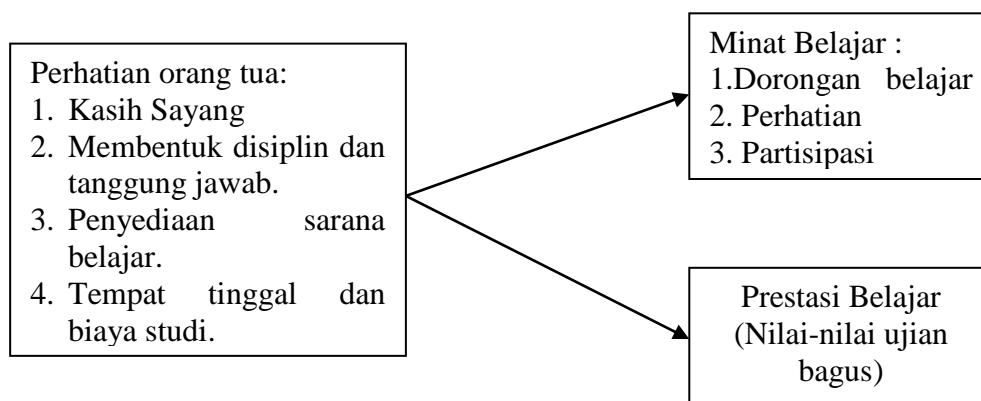 Perhatian orang tua:
1. Kasih Sayang
2. Membentuk disiplin dan
tanggung jawab.
3. Penyediaan sarana
belajar.
4. Tempat tinggal dan
biaya studi.
Minat Belajar :
1.Dorongan belajar
2. Perhatian
3. Partisipasi
Prestasi Belajar
(Nilai-nilai ujian
bagus)